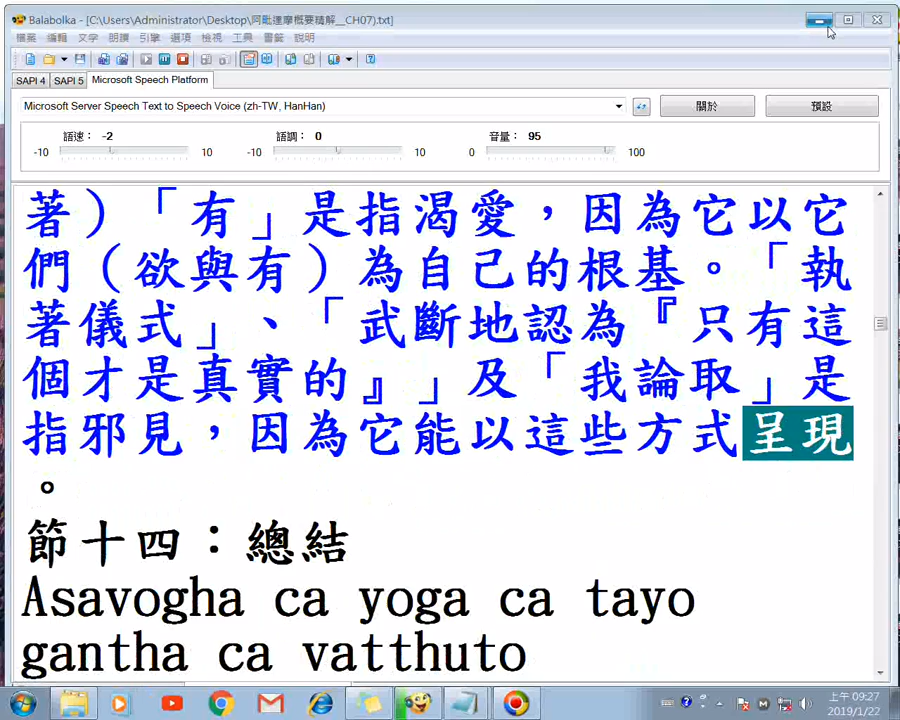 Balabolka - [C:\Users\Administrator\Desktop\阿毗達摩概要精解__CH07).txt]
檔案 編輯 文字 朗讀 引擎 選項 檢視 工具 書籤 說明
SAPI 4 SAPI 5 Microsoft Speech Platform
Microsoft Server Speech Text to Speech Voice (zh-TW, HanHan) 關於 預設
語速: -2 語調: 0 音量: 95
-10 10 -10 10 0 100
著)「有」是指渴愛,因為它以它
們(欲與有)為自己的根基。「執
著儀式」、「武斷地認為『只有這
個才是真實的』」及「我論取」是
指邪見,因為它能以這些方式呈現
。
節十四:總結
Asavogha ca yoga ca tayo
gantha ca vatthuto
上午 09:27
2019/1/22